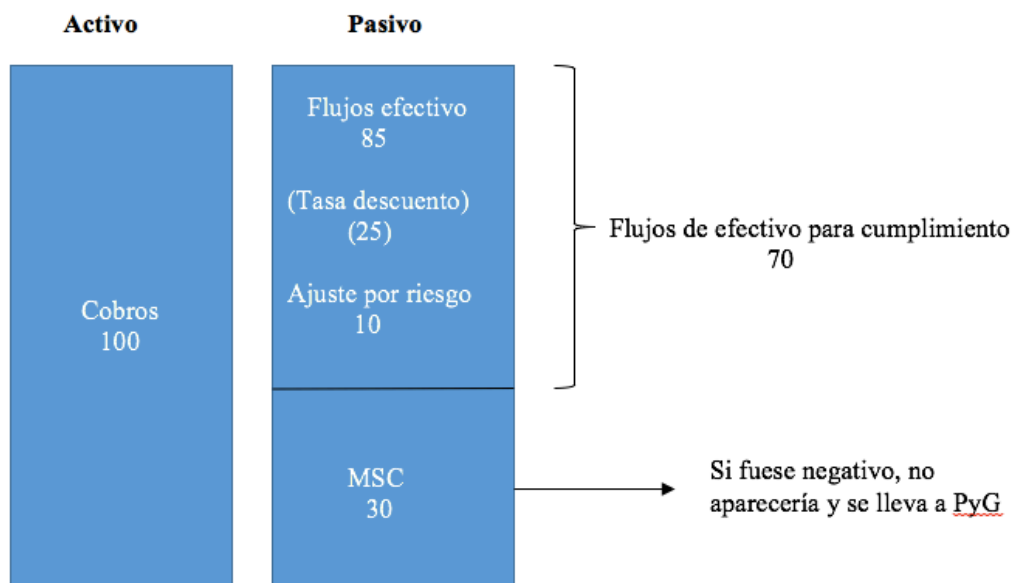 Activo
Pasivo
Cobros
100
Flujos efectivo
85
(Tasa descuento)
(25)
Ajuste por riesgo
10
MSC
30
Flujos de efectivo para cumplimiento
70
Si fuese negativo, no
aparecería y se lleva a PyG